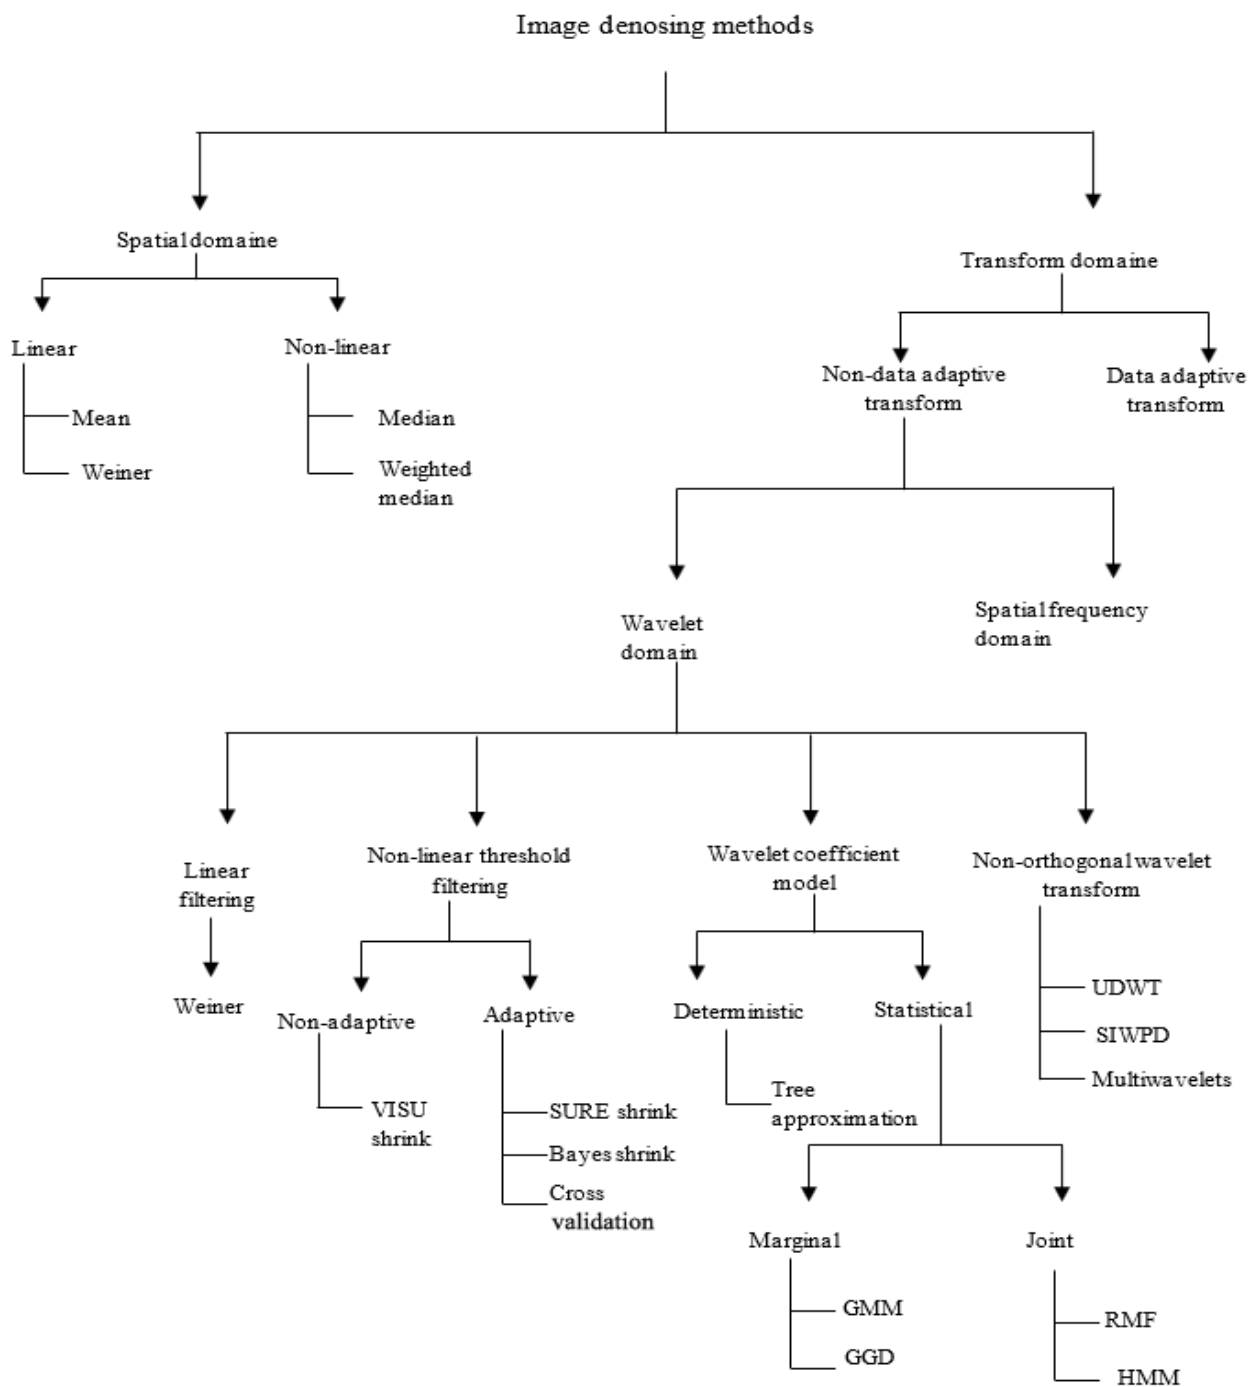 Image denosing methods
Spatial domaine
Transform domaine
Linear
Non-linear
Non-data adaptive
transform
Data adaptive
transform
Mean
Median
Weiner
Weighted
median
Wavelet
domain
Spatial frequency
domain
Linear
filtering
Non-linear threshold
filtering
Wavelet coefficient
model
Non-orthogonal wavelet
transform
Weiner
Non-adaptive
Adaptive
Deterministic
Statistical
UDWT
SIWPD
Multiwavelets
VISU
shrink
SURE shrink
Bayes shrink
Cross
validation
Tree
approximation
Marginal
Joint
GMM
GGD
RMF
HMM